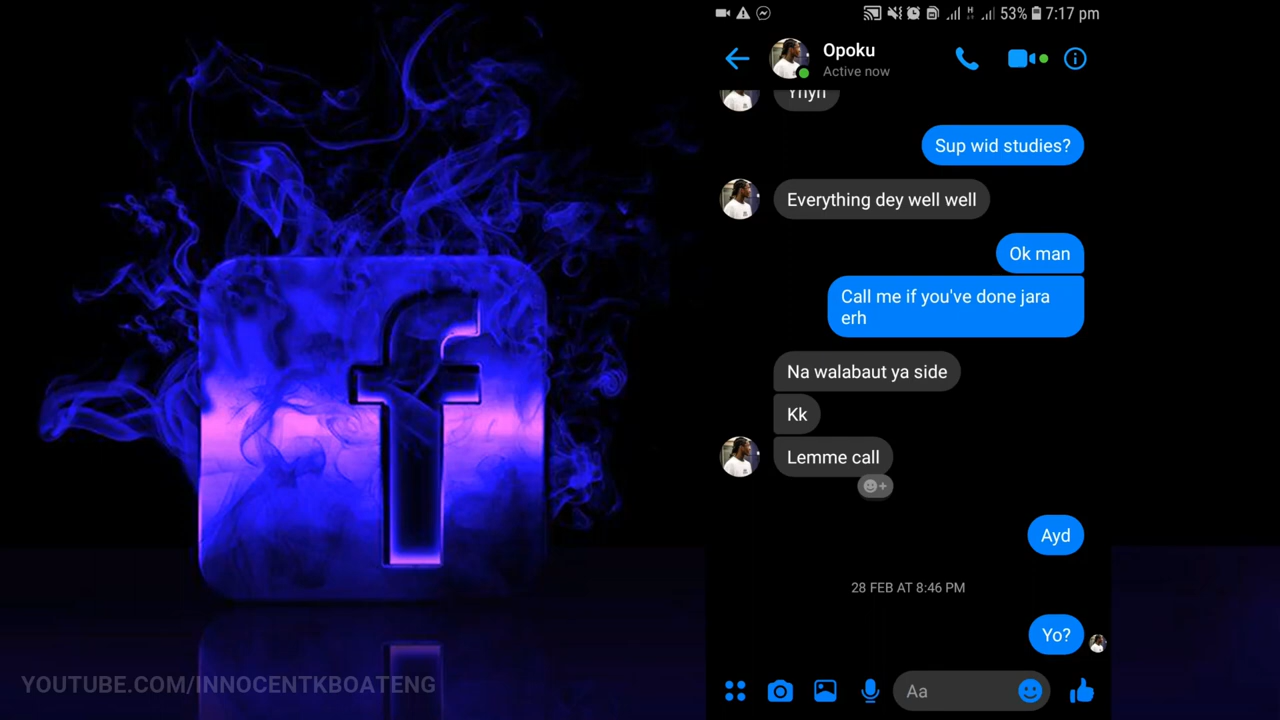 53% 7:17 pm
Opoku
Active now
Sup wid studies?
Everything dey well well
Ok man
Call me if you've done jara
erh
Na walabaut ya side
Kk
Lemme call
Ayd
28 FEB AT 8:46 PM
Yo?
Aa
f
YOUTUBE.COM/INNOCENTKBOATENG